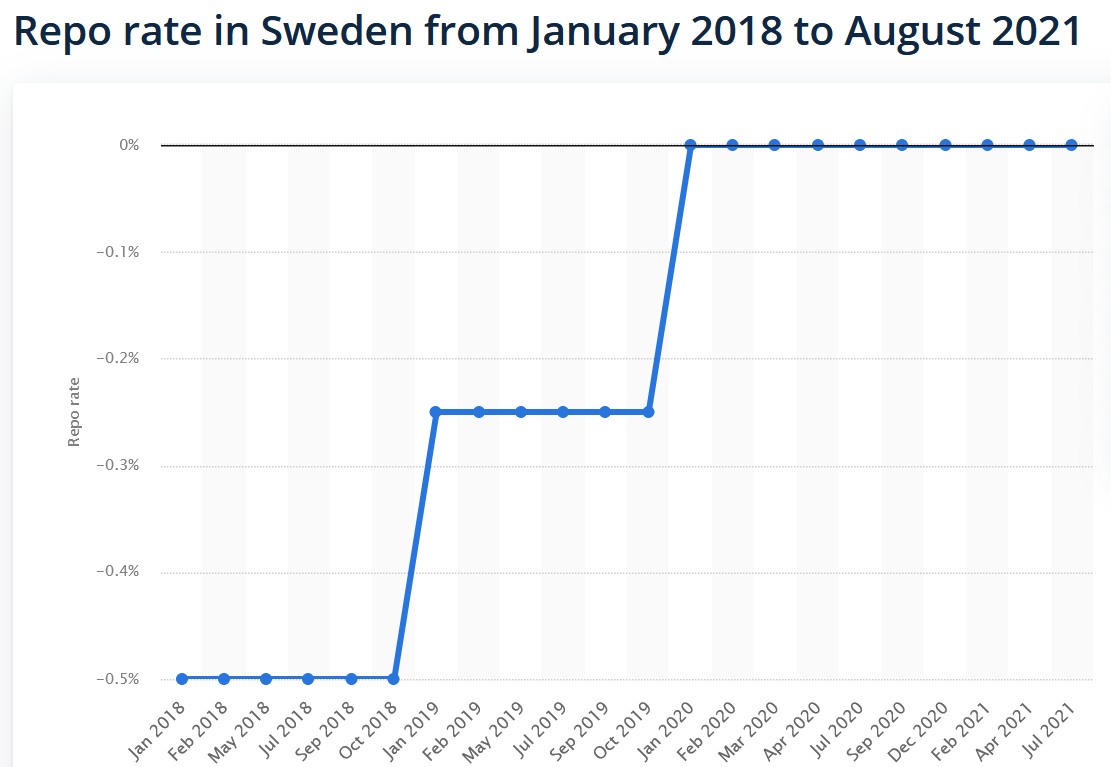 Repo rate in Sweden from January 2018 to August 2021
0%
−0.1%
−0.2%
−0.3%
−0.4%
−0.5%
Repo rate
Jan 2018
Feb 2018
May 2018
Jul 2018
Sep 2018
Oct 2018
Jan 2019
Feb 2019
May 2019
Jul 2019
Sep 2019
Oct 2019
Jan 2020
Feb 2020
Mar 2020
Apr 2020
Jul 2020
Sep 2020
Dec 2020
Feb 2021
Apr 2021
Jul 2021